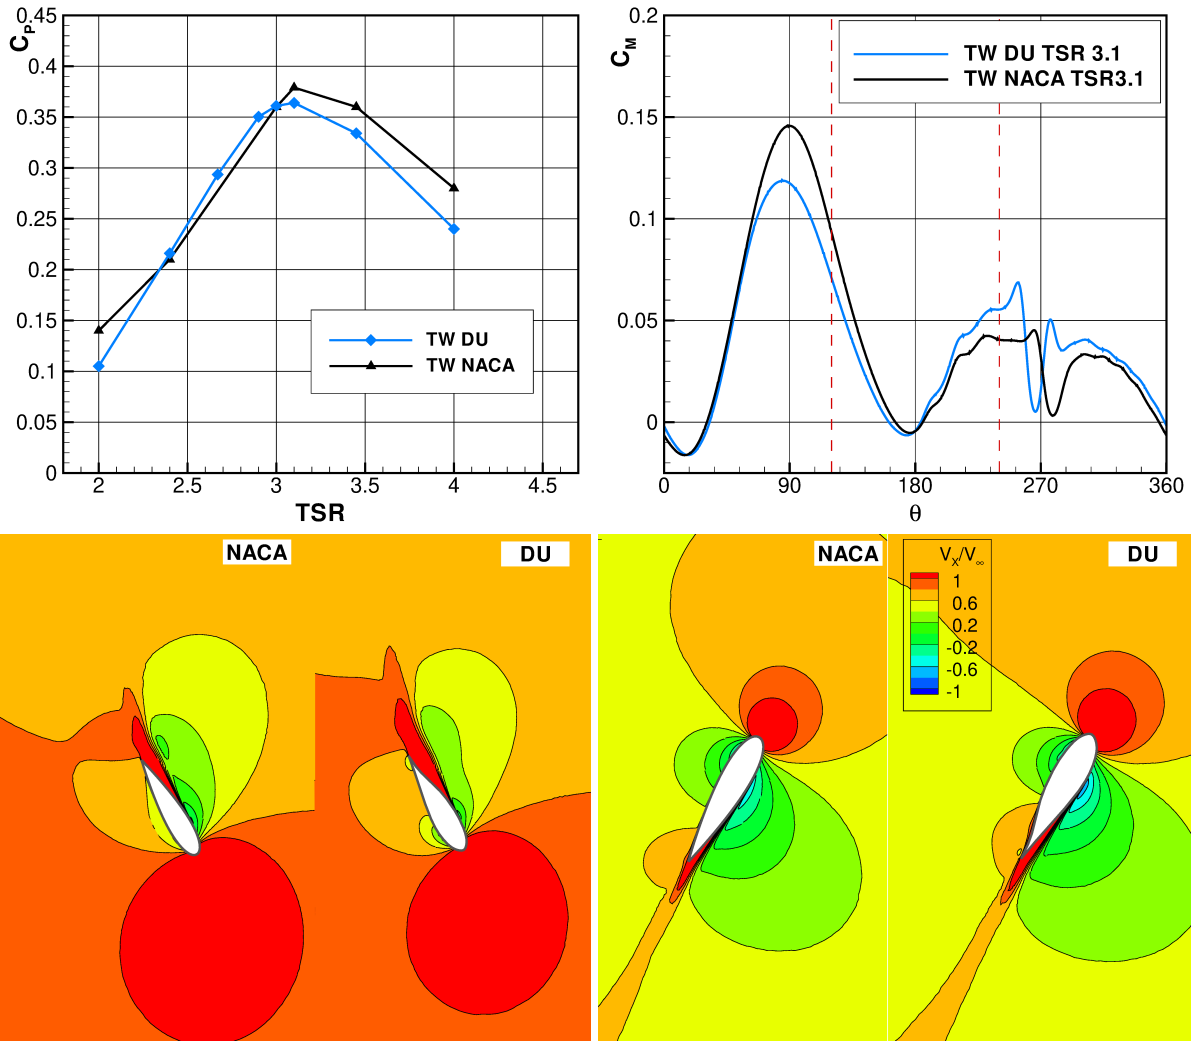 0.45
0.4
0.35
0.3
0.25
0.2
0.15
0.1
0.05
0
C_P
2 2.5 3 3.5 4 4.5
TSR
TW DU
TW NACA
0.2
0.15
0.1
0.05
0
C_M
0 90 180 270 360
θ
TW DU TSR 3.1
TW NACA TSR3.1
NACA
DU
NACA
V_X/V_∞
1
0.6
0.2
-0.2
-0.6
-1
DU